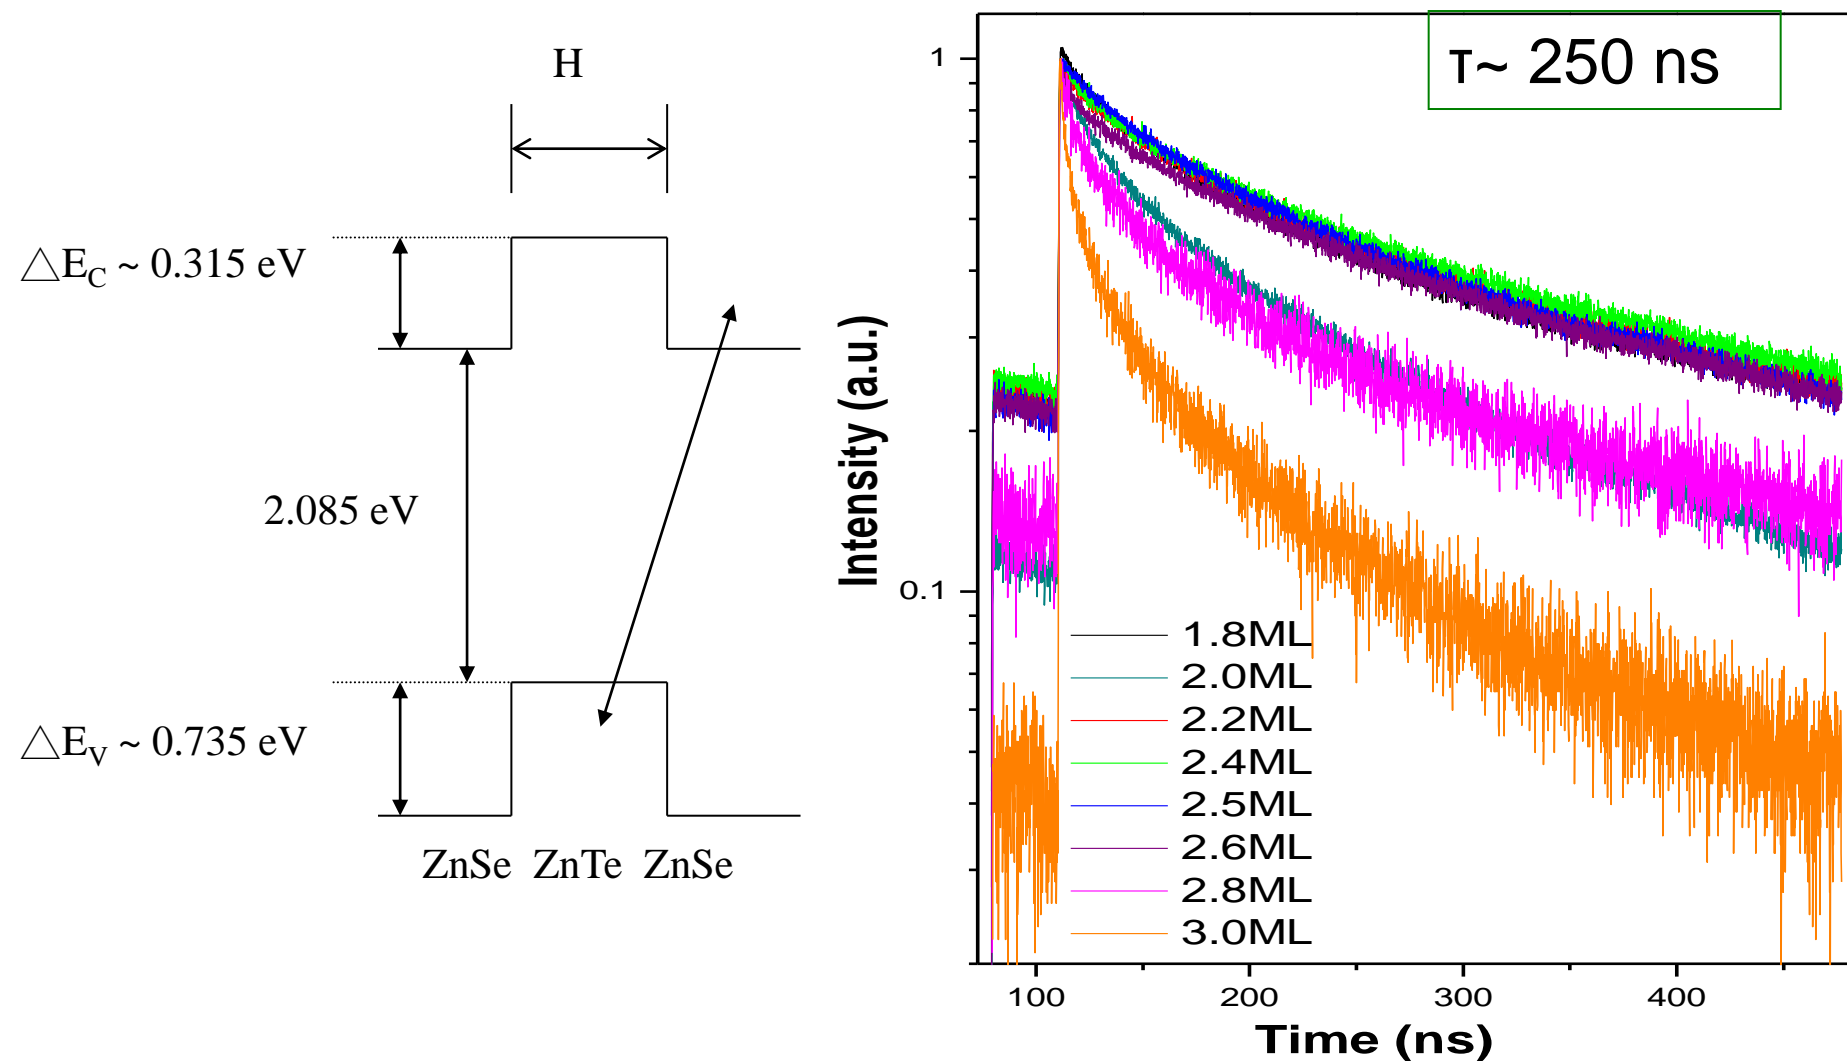 H
△E_C ~ 0.315 eV
2.085 eV
△E_V ~ 0.735 eV
ZnSe ZnTe ZnSe
τ~ 250 ns
Intensity (a.u.)
1
0.1
1.8ML
2.0ML
2.2ML
2.4ML
2.5ML
2.6ML
2.8ML
3.0ML
100 200 300 400
Time (ns)